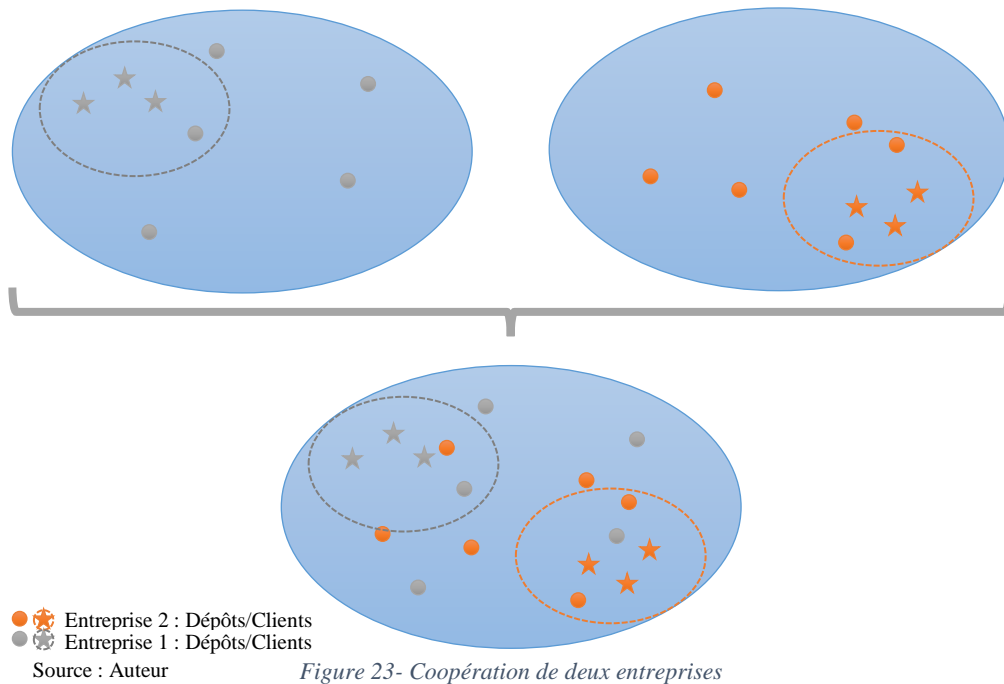 Entreprise 2 : Dépôts/Clients
Entreprise 1 : Dépôts/Clients
Source : Auteur
Figure 23- Coopération de deux entreprises